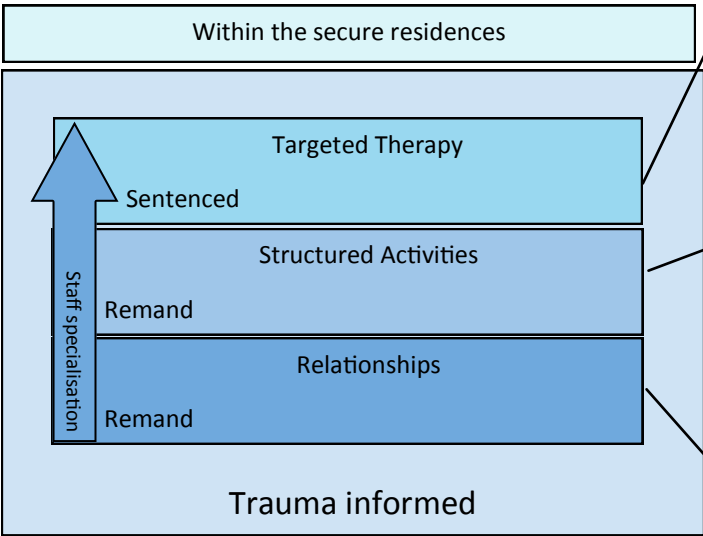 Within the secure residences
Targeted Therapy
Sentenced
Structured Activities
Remand
Relationships
Remand
Staff specialisation
Trauma informed